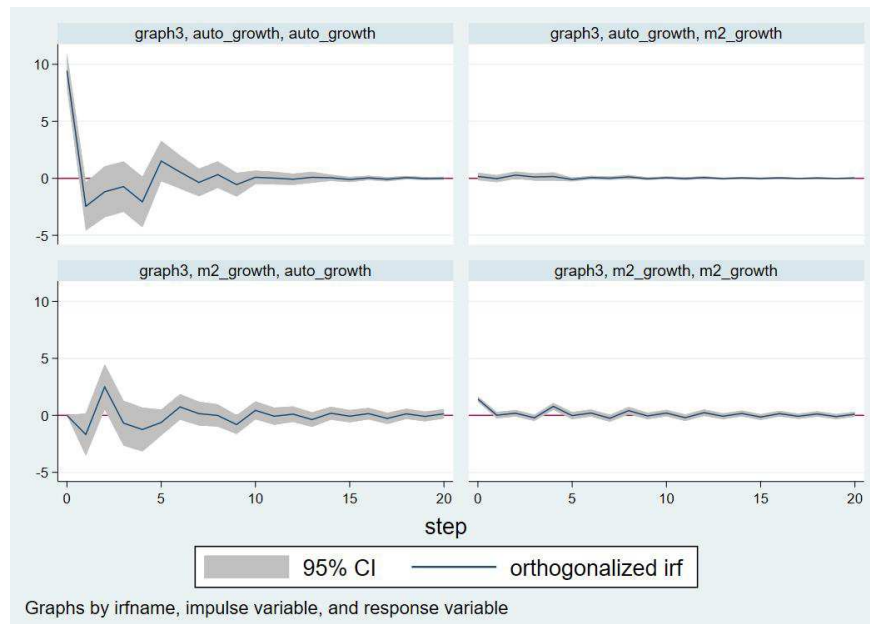 graph3, auto_growth, auto_growth
graph3, auto_growth, m2_growth
10
5
0
-5
graph3, m2_growth, auto_growth
graph3, m2_growth, m2_growth
10
5
0
-5
0 5 10 15 20
0 5 10 15 20
step
95% CI
orthogonalized irf
Graphs by irfname, impulse variable, and response variable